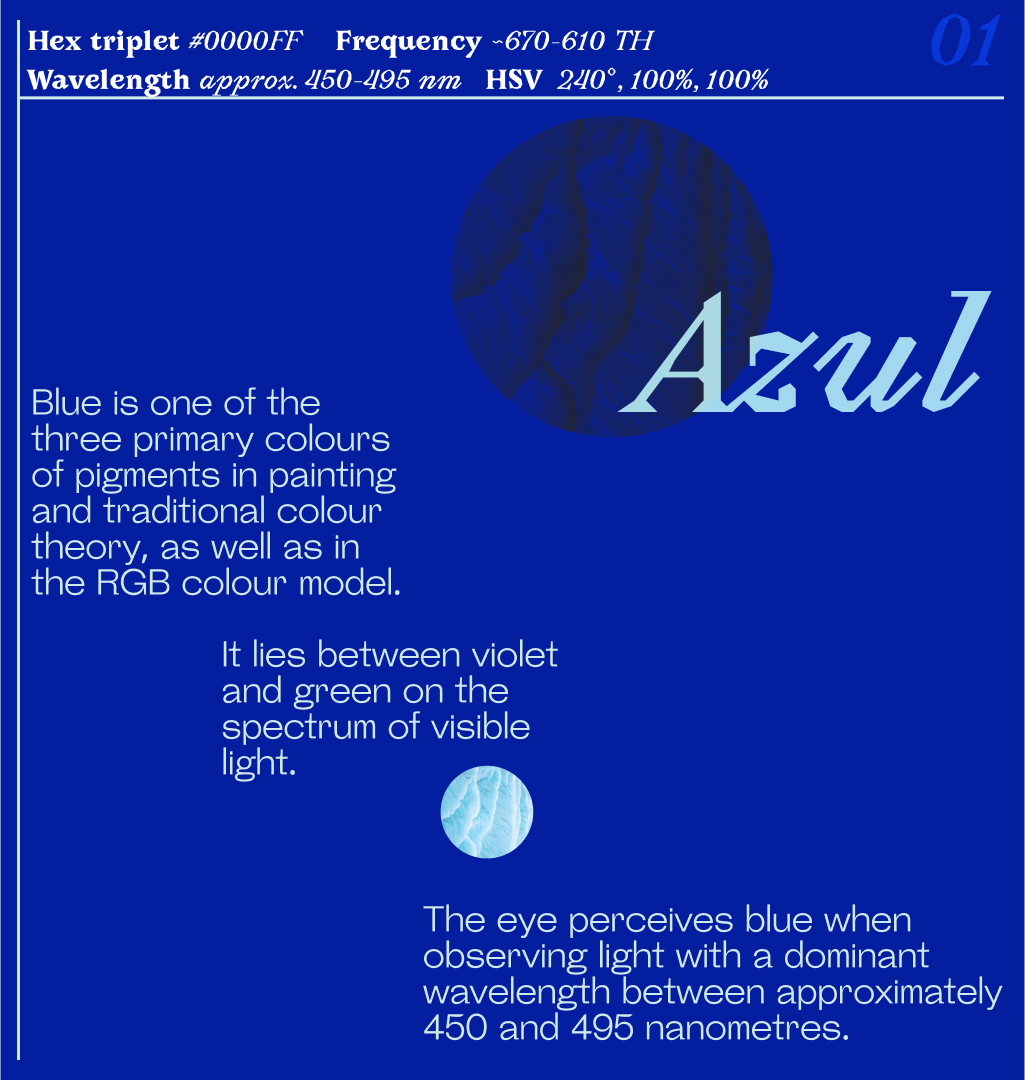 Hex triplet #0000FF Frequency ~670-610 TH
01
Wavelength approx. 450-495 nm HSV 240°, 100%, 100%
Azul
Blue is one of the
three primary colours
of pigments in painting
and traditional colour
theory, as well as in
the RGB colour model.
It lies between violet
and green on the
spectrum of visible
light.
The eye perceives blue when
observing light with a dominant
wavelength between approximately
450 and 495 nanometres.